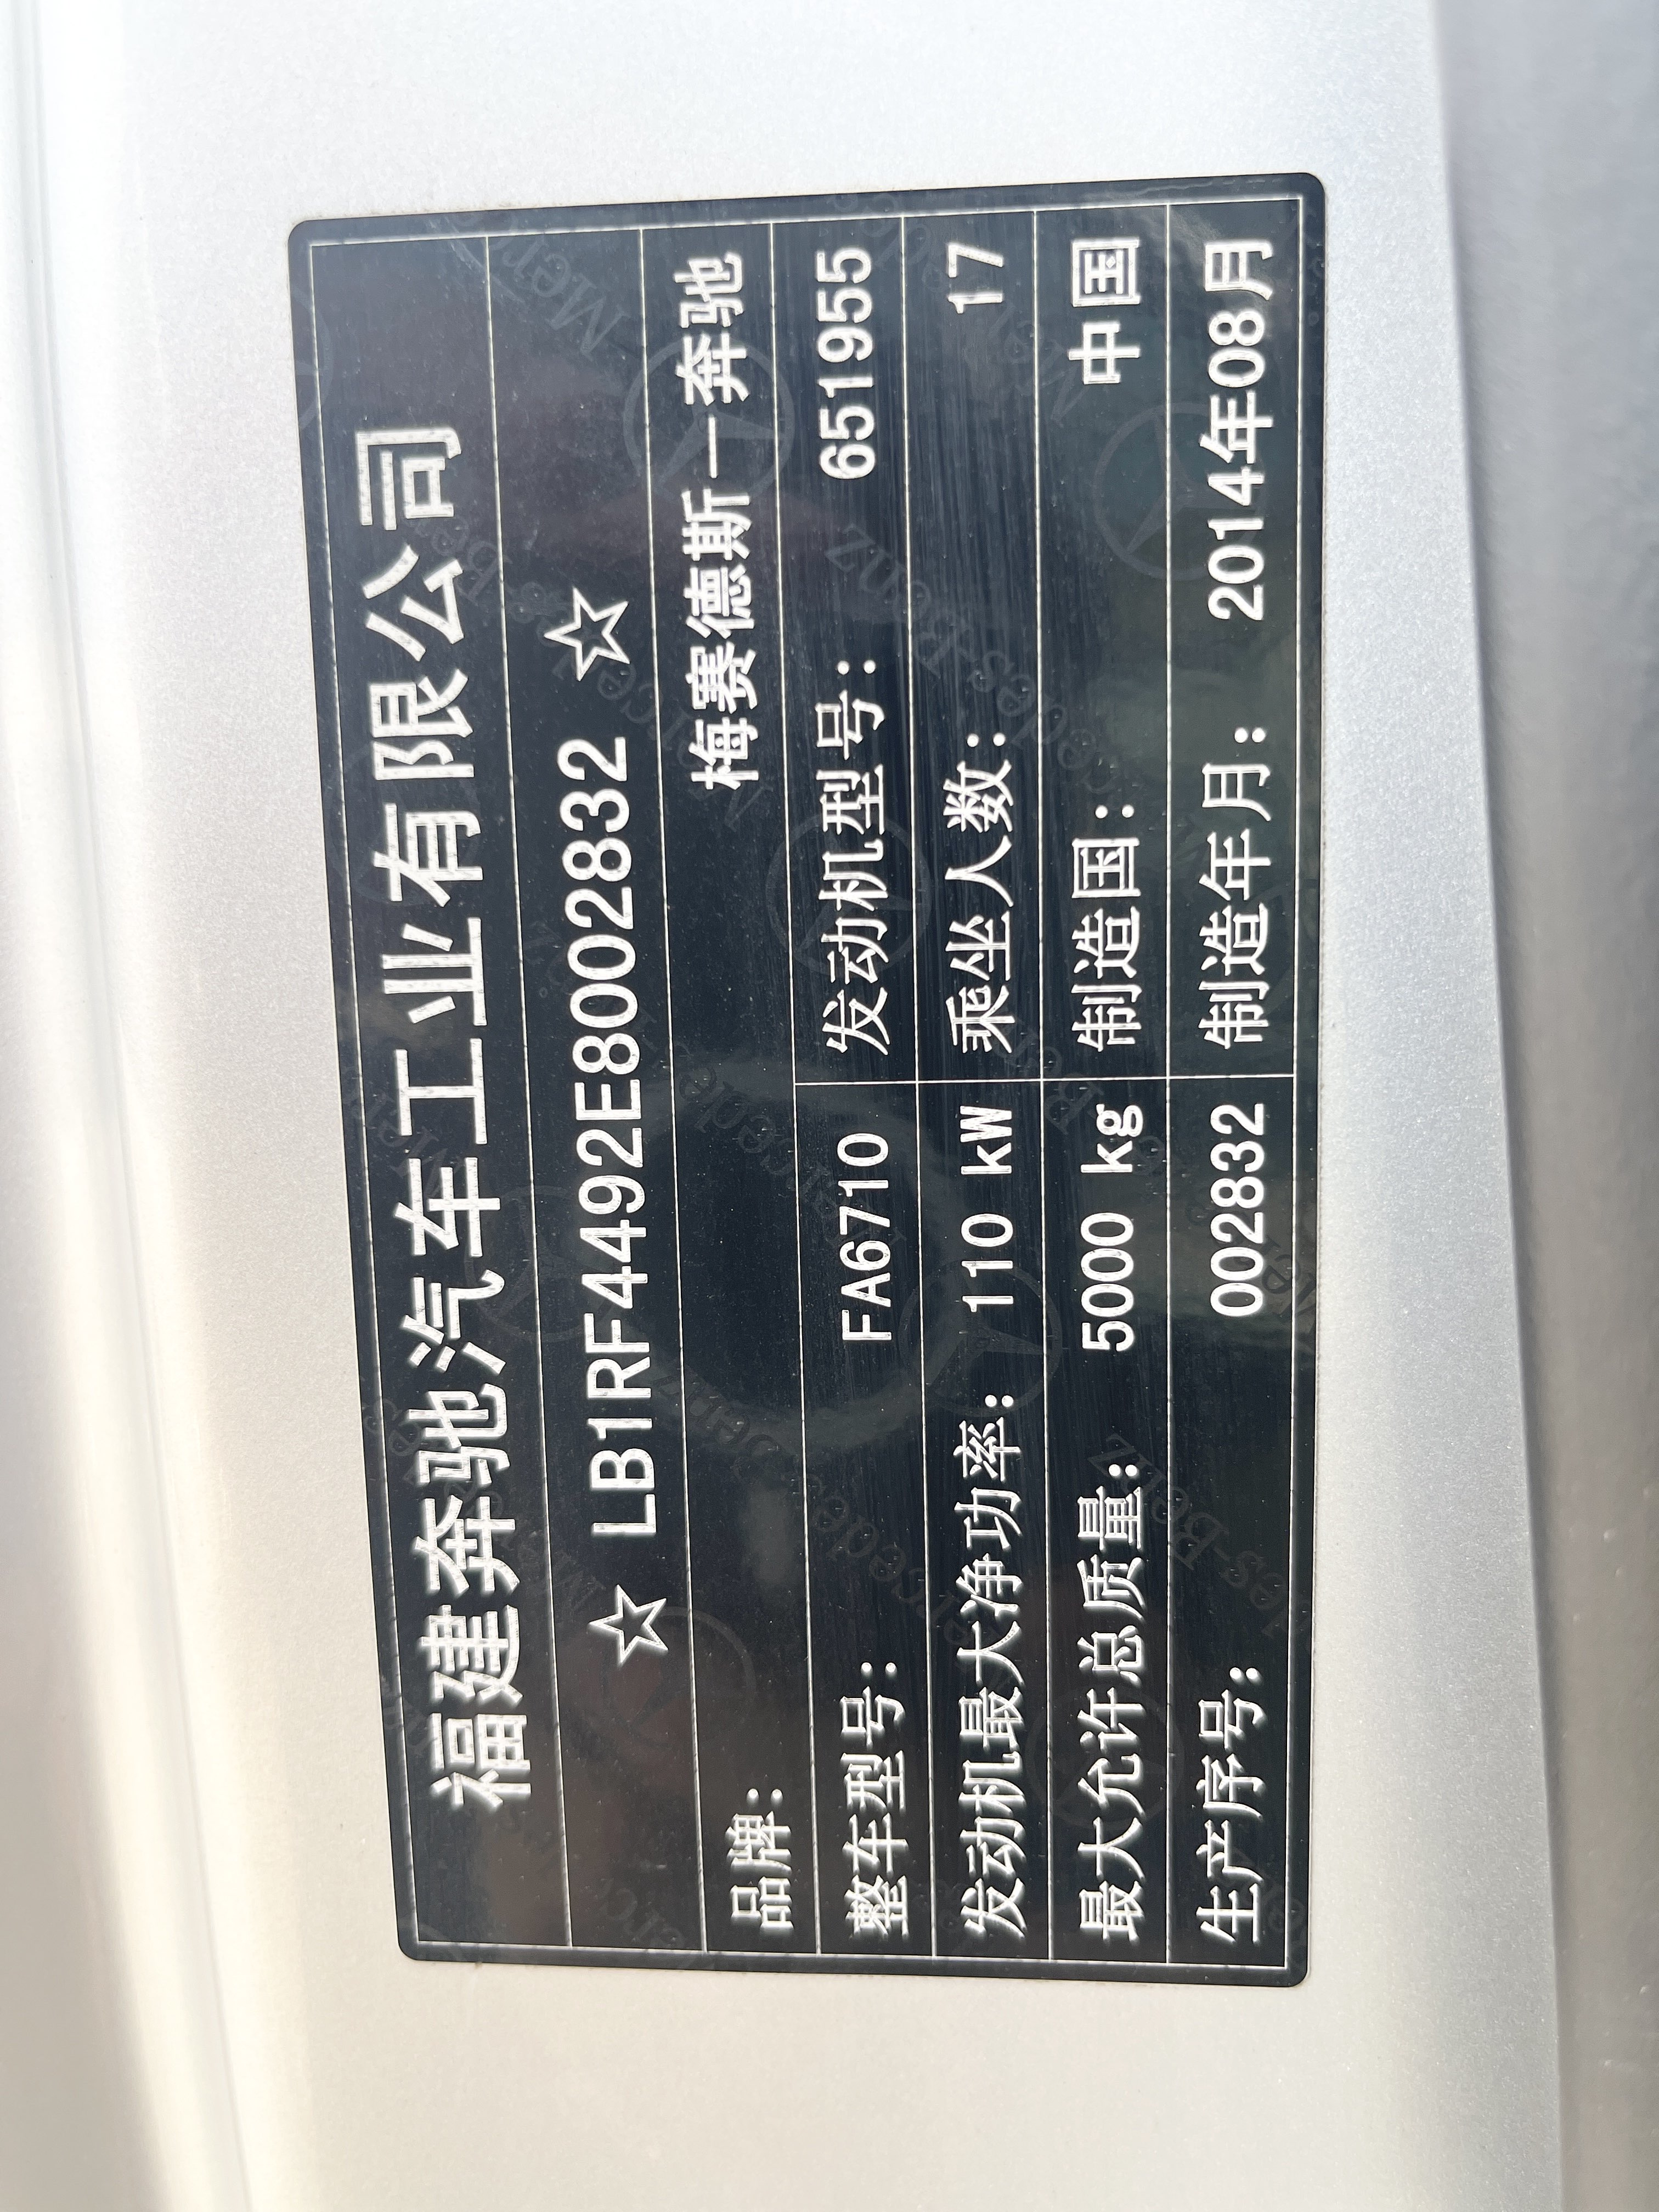 福建奔驰汽车工业有限公司
☆ LB1RF4492E8002832 ☆
品牌: 梅赛德斯一奔驰
整车型号: FA6710 发动机型号: 651955
发动机最大净功率: 110 kW 乘坐人数: 17
最大允许总质量: 5000 kg 制造国: 中国
生产序号: 002832 制造年月: 2014年08月